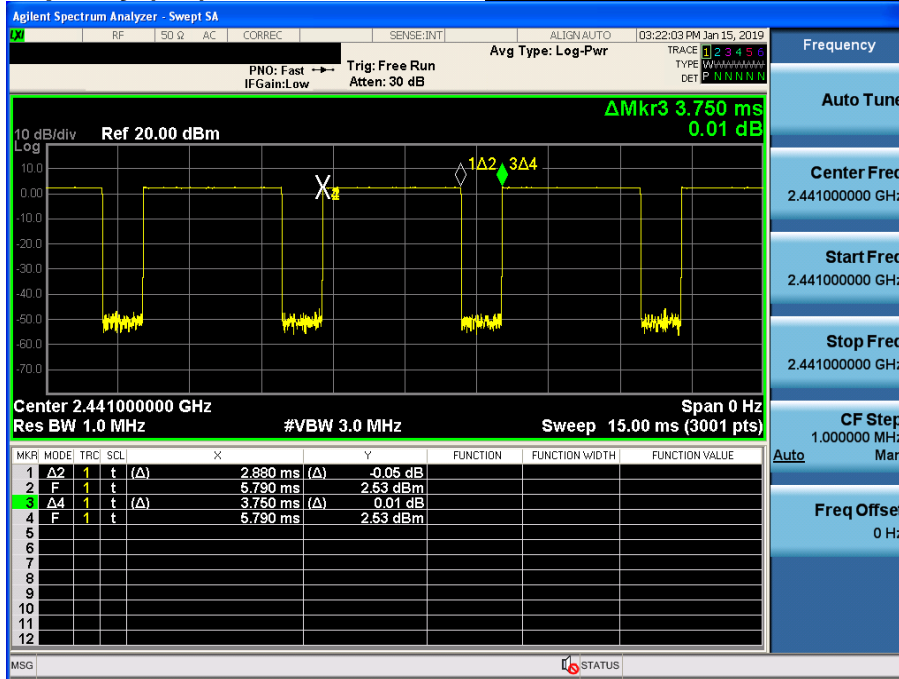 Agilent Spectrum Analyzer - Swept SA
LXI RF 50 Ω AC CORREC SENSE:INT ALIGN AUTO 03:22:03 PM Jan 15, 2019
Frequency
Avg Type: Log-Pwr TRACE 1 2 3 4 5 6
PNO: Fast Trig: Free Run TYPE WWWWWW
IFGain:Low Atten: 30 dB DET P N N N N N
Auto Tune
ΔMkr3 3.750 ms
0.01 dB
10 dB/div Ref 20.00 dBm
Log
10.0
0.00
-10.0
-20.0
-30.0
-40.0
-50.0
-60.0
-70.0
1Δ2 3Δ4
X
Center Freq
2.441000000 GHz
Start Freq
2.441000000 GHz
Stop Freq
2.441000000 GHz
Center 2.441000000 GHz Span 0 Hz
Res BW 1.0 MHz #VBW 3.0 MHz Sweep 15.00 ms (3001 pts)
CF Step
1.000000 MHz
Auto Man
Freq Offset
0 Hz
MKR MODE TRC SCL X Y FUNCTION FUNCTION WIDTH FUNCTION VALUE
1 Δ2 1 t (Δ) 2.880 ms (Δ) -0.05 dB
2 F 1 t 5.790 ms 2.53 dBm
3 Δ4 1 t (Δ) 3.750 ms (Δ) 0.01 dB
4 F 1 t 5.790 ms 2.53 dBm
5
6
7
8
9
10
11
12
MSG STATUS